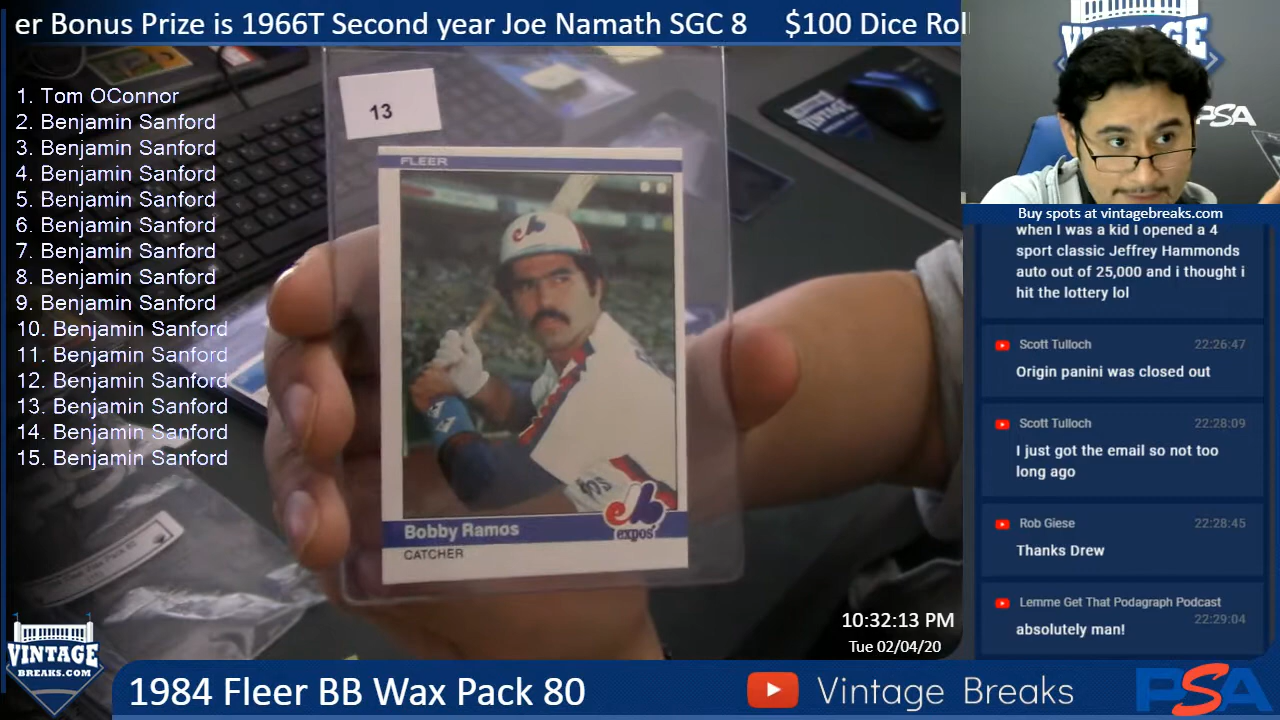 er Bonus Prize is 1966T Second year Joe Namath SGC 8 $100 Dice Rol
1. Tom OConnor
2. Benjamin Sanford
3. Benjamin Sanford
4. Benjamin Sanford
5. Benjamin Sanford
6. Benjamin Sanford
7. Benjamin Sanford
8. Benjamin Sanford
9. Benjamin Sanford
10. Benjamin Sanford
11. Benjamin Sanford
12. Benjamin Sanford
13. Benjamin Sanford
14. Benjamin Sanford
15. Benjamin Sanford
13
FLEER
expos
Bobby Ramos
CATCHER
Wax Pack 80
VINTAGE
VINTAGE
PSA
Buy spots at vintagebreaks.com
when I was a kid I opened a 4
sport classic Jeffrey Hammonds
auto out of 25,000 and i thought i
hit the lottery lol
Scott Tulloch 22:26:47
Origin panini was closed out
Scott Tulloch 22:28:09
I just got the email so not too
long ago
Rob Giese 22:28:45
Thanks Drew
Lemme Get That Podagraph Podcast
22:29:04
absolutely man!
10:32:13 PM
Tue 02/04/20
VINTAGE
BREAKS.COM
1984 Fleer BB Wax Pack 80
Vintage Breaks
PSA